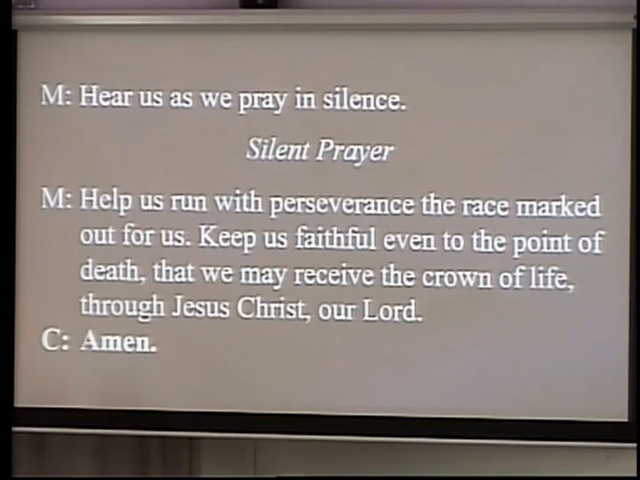 M: Hear us as we pray in silence.
Silent Prayer
M: Help us run with perseverance the race marked
out for us. Keep us faithful even to the point of
death, that we may receive the crown of life,
through Jesus Christ, our Lord.
C: Amen.